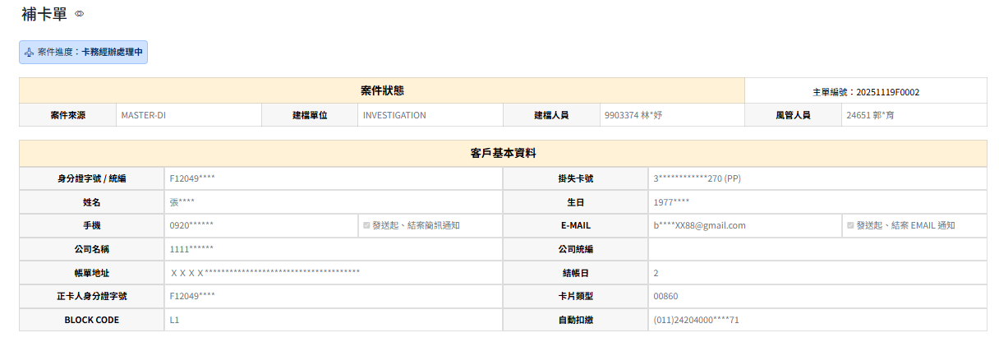 補卡單
案件進度：卡務經辦處理中
案件狀態 主單編號：20251119F0002
案件來源 MASTER-DI 建檔單位 INVESTIGATION 建檔人員 9903374 林*妤 風管人員 24651 郭*育
客戶基本資料
身分證字號 / 統編 F12049**** 掛失卡號 3************270 (PP)
姓名 張**** 生日 1977****
手機 0920****** 發送起、結案簡訊通知 E-MAIL b****XX88@gmail.com 發送起、結案 EMAIL 通知
公司名稱 1111****** 公司統編
帳單地址 ＸＸＸＸ************************************** 結帳日 2
正卡人身分證字號 F12049**** 卡片類型 00860
BLOCK CODE L1 自動扣繳 (011)24204000****71